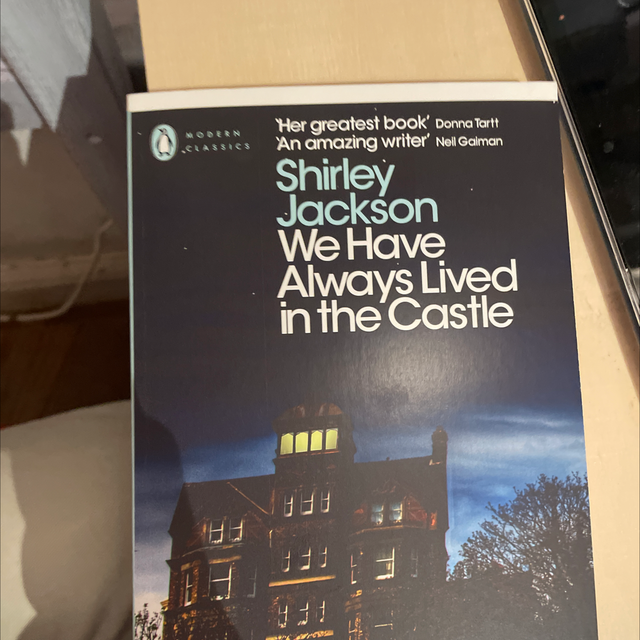 MODERN
CLASSICS
'Her greatest book' Donna Tartt
'An amazing writer' Neil Gaiman
Shirley
Jackson
We Have
Always Lived
in the Castle